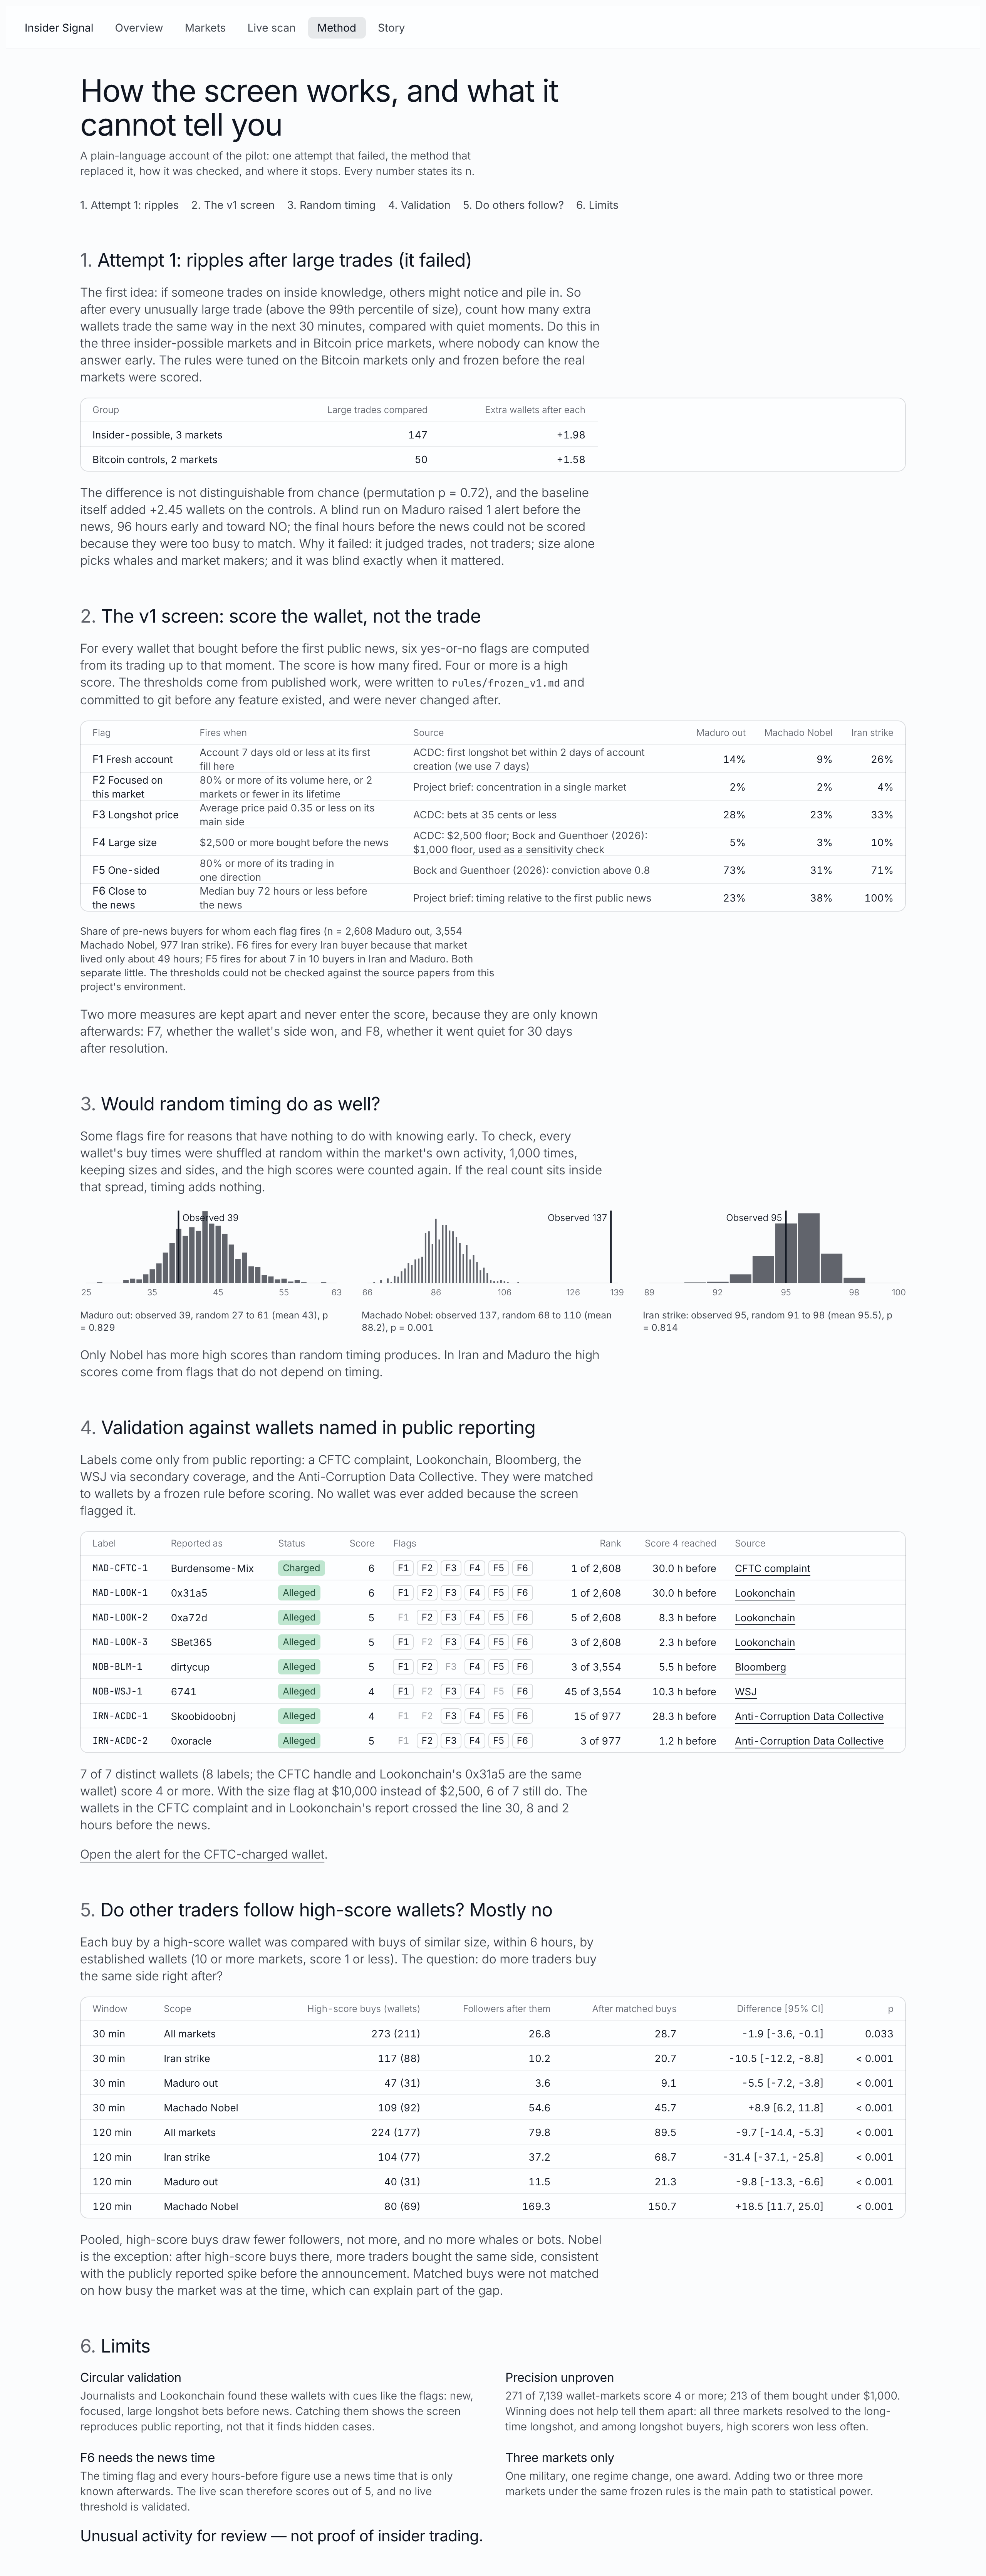 Insider Signal Overview Markets Live scan Method Story
How the screen works, and what it
cannot tell you
A plain-language account of the pilot: one attempt that failed, the method that
replaced it, how it was checked, and where it stops. Every number states its n.
1. Attempt 1: ripples 2. The v1 screen 3. Random timing 4. Validation 5. Do others follow? 6. Limits
1. Attempt 1: ripples after large trades (it failed)
The first idea: if someone trades on inside knowledge, others might notice and pile in. So
after every unusually large trade (above the 99th percentile of size), count how many extra
wallets trade the same way in the next 30 minutes, compared with quiet moments. Do this in
the three insider-possible markets and in Bitcoin price markets, where nobody can know the
answer early. The rules were tuned on the Bitcoin markets only and frozen before the real
markets were scored.
Group Large trades compared Extra wallets after each
Insider-possible, 3 markets 147 +1.98
Bitcoin controls, 2 markets 50 +1.58
The difference is not distinguishable from chance (permutation p = 0.72), and the baseline
itself added +2.45 wallets on the controls. A blind run on Maduro raised 1 alert before the
news, 96 hours early and toward NO; the final hours before the news could not be scored
because they were too busy to match. Why it failed: it judged trades, not traders; size alone
picks whales and market makers; and it was blind exactly when it mattered.
2. The v1 screen: score the wallet, not the trade
For every wallet that bought before the first public news, six yes-or-no flags are computed
from its trading up to that moment. The score is how many fired. Four or more is a high
score. The thresholds come from published work, were written to rules/frozen_v1.md and
committed to git before any feature existed, and were never changed after.
Flag Fires when Source Maduro out Machado Nobel Iran strike
F1 Fresh account Account 7 days old or less at its first fill here ACDC: first longshot bet within 2 days of account creation (we use 7 days) 14% 9% 26%
F2 Focused on this market 80% or more of its volume here, or 2 markets or fewer in its lifetime Project brief: concentration in a single market 2% 2% 4%
F3 Longshot price Average price paid 0.35 or less on its main side ACDC: bets at 35 cents or less 28% 23% 33%
F4 Large size $2,500 or more bought before the news ACDC: $2,500 floor; Bock and Guenthoer (2026): $1,000 floor, used as a sensitivity check 5% 3% 10%
F5 One-sided 80% or more of its trading in one direction Bock and Guenthoer (2026): conviction above 0.8 73% 31% 71%
F6 Close to the news Median buy 72 hours or less before the news Project brief: timing relative to the first public news 23% 38% 100%
Share of pre-news buyers for whom each flag fires (n = 2,608 Maduro out, 3,554
Machado Nobel, 977 Iran strike). F6 fires for every Iran buyer because that market
lived only about 49 hours; F5 fires for about 7 in 10 buyers in Iran and Maduro. Both
separate little. The thresholds could not be checked against the source papers from this
project's environment.
Two more measures are kept apart and never enter the score, because they are only known
afterwards: F7, whether the wallet's side won, and F8, whether it went quiet for 30 days
after resolution.
3. Would random timing do as well?
Some flags fire for reasons that have nothing to do with knowing early. To check, every
wallet's buy times were shuffled at random within the market's own activity, 1,000 times,
keeping sizes and sides, and the high scores were counted again. If the real count sits inside
that spread, timing adds nothing.
Observed 39
25 35 45 55 63
Maduro out: observed 39, random 27 to 61 (mean 43), p
= 0.829
Observed 137
66 86 106 126 139
Machado Nobel: observed 137, random 68 to 110 (mean
88.2), p = 0.001
Observed 95
89 92 95 98 100
Iran strike: observed 95, random 91 to 98 (mean 95.5), p
= 0.814
Only Nobel has more high scores than random timing produces. In Iran and Maduro the high
scores come from flags that do not depend on timing.
4. Validation against wallets named in public reporting
Labels come only from public reporting: a CFTC complaint, Lookonchain, Bloomberg, the
WSJ via secondary coverage, and the Anti-Corruption Data Collective. They were matched
to wallets by a frozen rule before scoring. No wallet was ever added because the screen
flagged it.
Label Reported as Status Score Flags Rank Score 4 reached Source
MAD-CFTC-1 Burdensome-Mix Charged 6 F1 F2 F3 F4 F5 F6 1 of 2,608 30.0 h before CFTC complaint
MAD-LOOK-1 0x31a5 Alleged 6 F1 F2 F3 F4 F5 F6 1 of 2,608 30.0 h before Lookonchain
MAD-LOOK-2 0xa72d Alleged 5 F1 F2 F3 F4 F5 F6 5 of 2,608 8.3 h before Lookonchain
MAD-LOOK-3 SBet365 Alleged 5 F1 F2 F3 F4 F5 F6 3 of 2,608 2.3 h before Lookonchain
NOB-BLM-1 dirtycup Alleged 5 F1 F2 F3 F4 F5 F6 3 of 3,554 5.5 h before Bloomberg
NOB-WSJ-1 6741 Alleged 4 F1 F2 F3 F4 F5 F6 45 of 3,554 10.3 h before WSJ
IRN-ACDC-1 Skoobidoobnj Alleged 4 F1 F2 F3 F4 F5 F6 15 of 977 28.3 h before Anti-Corruption Data Collective
IRN-ACDC-2 0xoracle Alleged 5 F1 F2 F3 F4 F5 F6 3 of 977 1.2 h before Anti-Corruption Data Collective
7 of 7 distinct wallets (8 labels; the CFTC handle and Lookonchain's 0x31a5 are the same
wallet) score 4 or more. With the size flag at $10,000 instead of $2,500, 6 of 7 still do. The
wallets in the CFTC complaint and in Lookonchain's report crossed the line 30, 8 and 2
hours before the news.
Open the alert for the CFTC-charged wallet.
5. Do other traders follow high-score wallets? Mostly no
Each buy by a high-score wallet was compared with buys of similar size, within 6 hours, by
established wallets (10 or more markets, score 1 or less). The question: do more traders buy
the same side right after?
Window Scope High-score buys (wallets) Followers after them After matched buys Difference [95% CI] p
30 min All markets 273 (211) 26.8 28.7 -1.9 [-3.6, -0.1] 0.033
30 min Iran strike 117 (88) 10.2 20.7 -10.5 [-12.2, -8.8] < 0.001
30 min Maduro out 47 (31) 3.6 9.1 -5.5 [-7.2, -3.8] < 0.001
30 min Machado Nobel 109 (92) 54.6 45.7 +8.9 [6.2, 11.8] < 0.001
120 min All markets 224 (177) 79.8 89.5 -9.7 [-14.4, -5.3] < 0.001
120 min Iran strike 104 (77) 37.2 68.7 -31.4 [-37.1, -25.8] < 0.001
120 min Maduro out 40 (31) 11.5 21.3 -9.8 [-13.3, -6.6] < 0.001
120 min Machado Nobel 80 (69) 169.3 150.7 +18.5 [11.7, 25.0] < 0.001
Pooled, high-score buys draw fewer followers, not more, and no more whales or bots. Nobel
is the exception: after high-score buys there, more traders bought the same side, consistent
with the publicly reported spike before the announcement. Matched buys were not matched
on how busy the market was at the time, which can explain part of the gap.
6. Limits
Circular validation
Journalists and Lookonchain found these wallets with cues like the flags: new,
focused, large longshot bets before news. Catching them shows the screen
reproduces public reporting, not that it finds hidden cases.
Precision unproven
271 of 7,139 wallet-markets score 4 or more; 213 of them bought under $1,000.
Winning does not help tell them apart: all three markets resolved to the long-
time longshot, and among longshot buyers, high scorers won less often.
F6 needs the news time
The timing flag and every hours-before figure use a news time that is only
known afterwards. The live scan therefore scores out of 5, and no live
threshold is validated.
Three markets only
One military, one regime change, one award. Adding two or three more
markets under the same frozen rules is the main path to statistical power.
Unusual activity for review — not proof of insider trading.